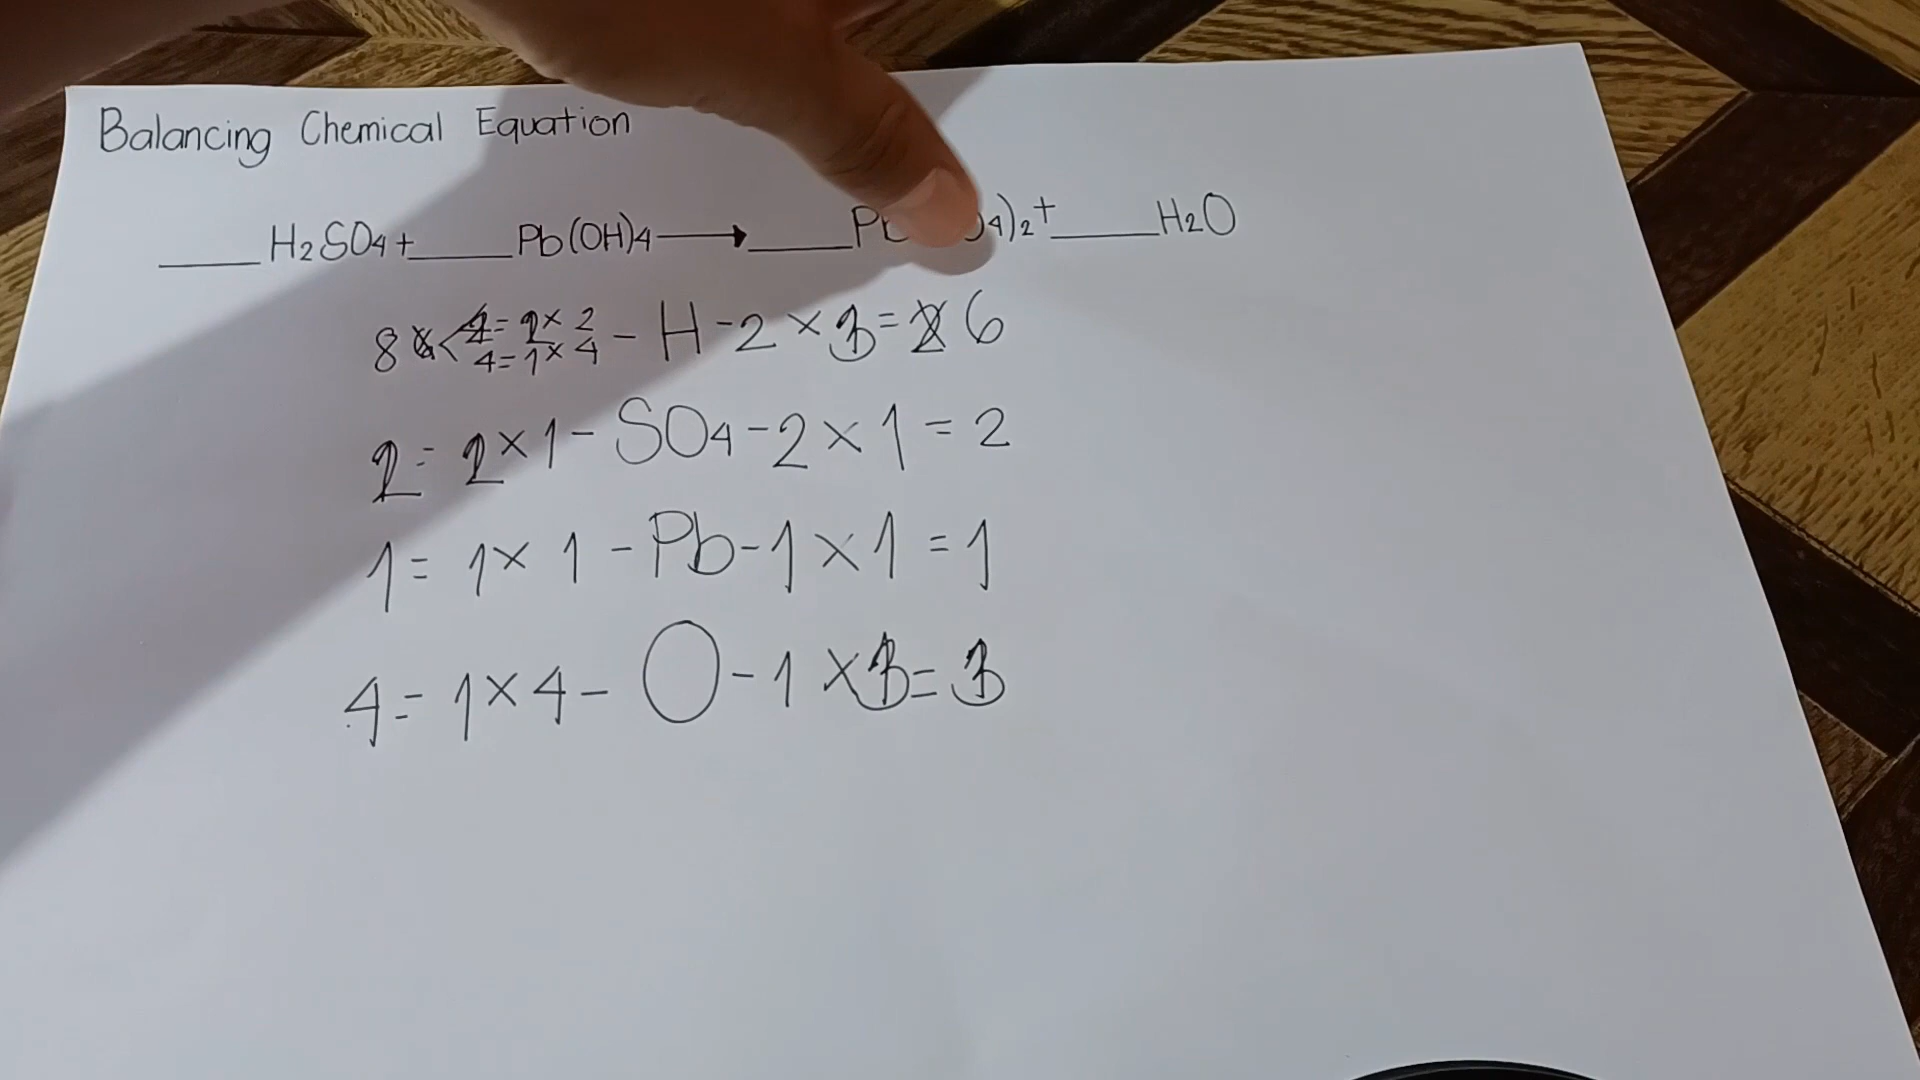 Balancing Chemical Equation
____H2SO4+____Pb(OH)4→____Pb 4)2+____H2O
8 4=2×2 - H-2×3= 6
4=1×4
2=2×1-SO4-2×1=2
1=1×1-Pb-1×1=1
4=1×4-O-1×3=3